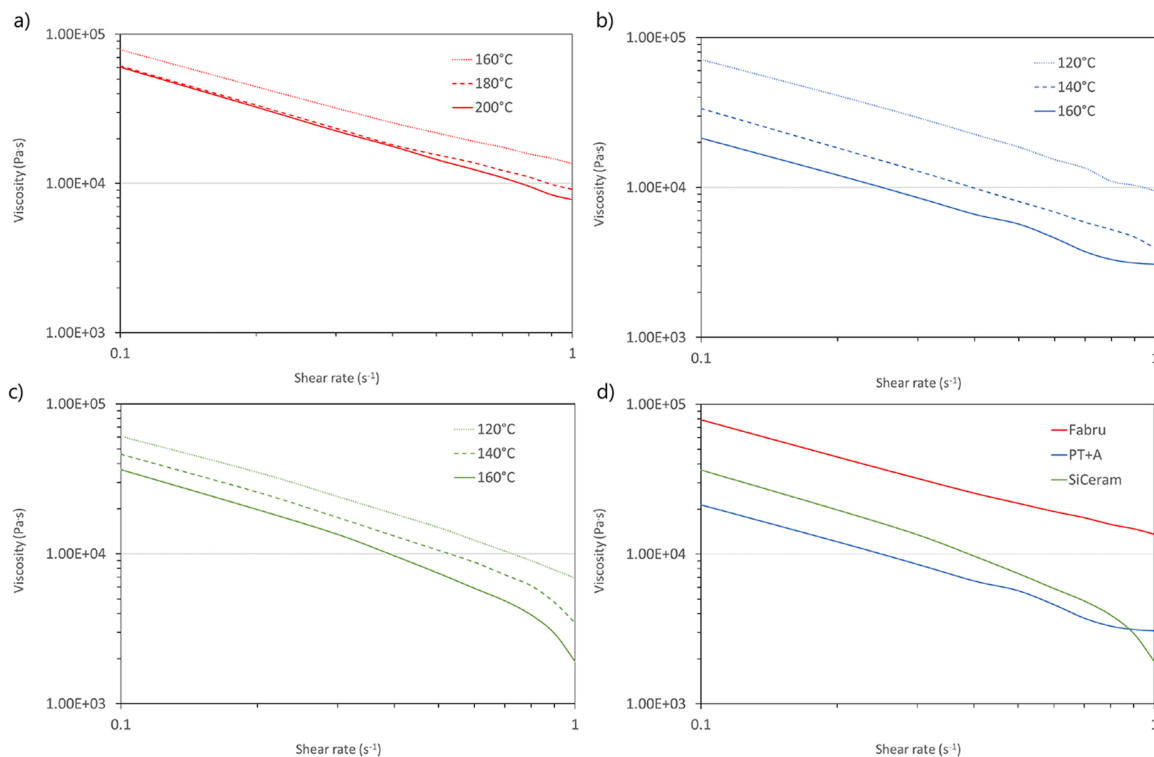 a)
1.00E+05
1.00E+04
1.00E+03
Viscosity (Pa·s)
160°C
180°C
200°C
0.1
1
Shear rate (s⁻¹)
b)
1.00E+05
1.00E+04
1.00E+03
Viscosity (Pa·s)
120°C
140°C
160°C
0.1
1
Shear rate (s⁻¹)
c)
1.00E+05
1.00E+04
1.00E+03
Viscosity (Pa·s)
120°C
140°C
160°C
0.1
1
Shear rate (s⁻¹)
d)
1.00E+05
1.00E+04
1.00E+03
Viscosity (Pa·s)
Fabru
PT+A
SiCeram
0.1
1
Shear rate (s⁻¹)